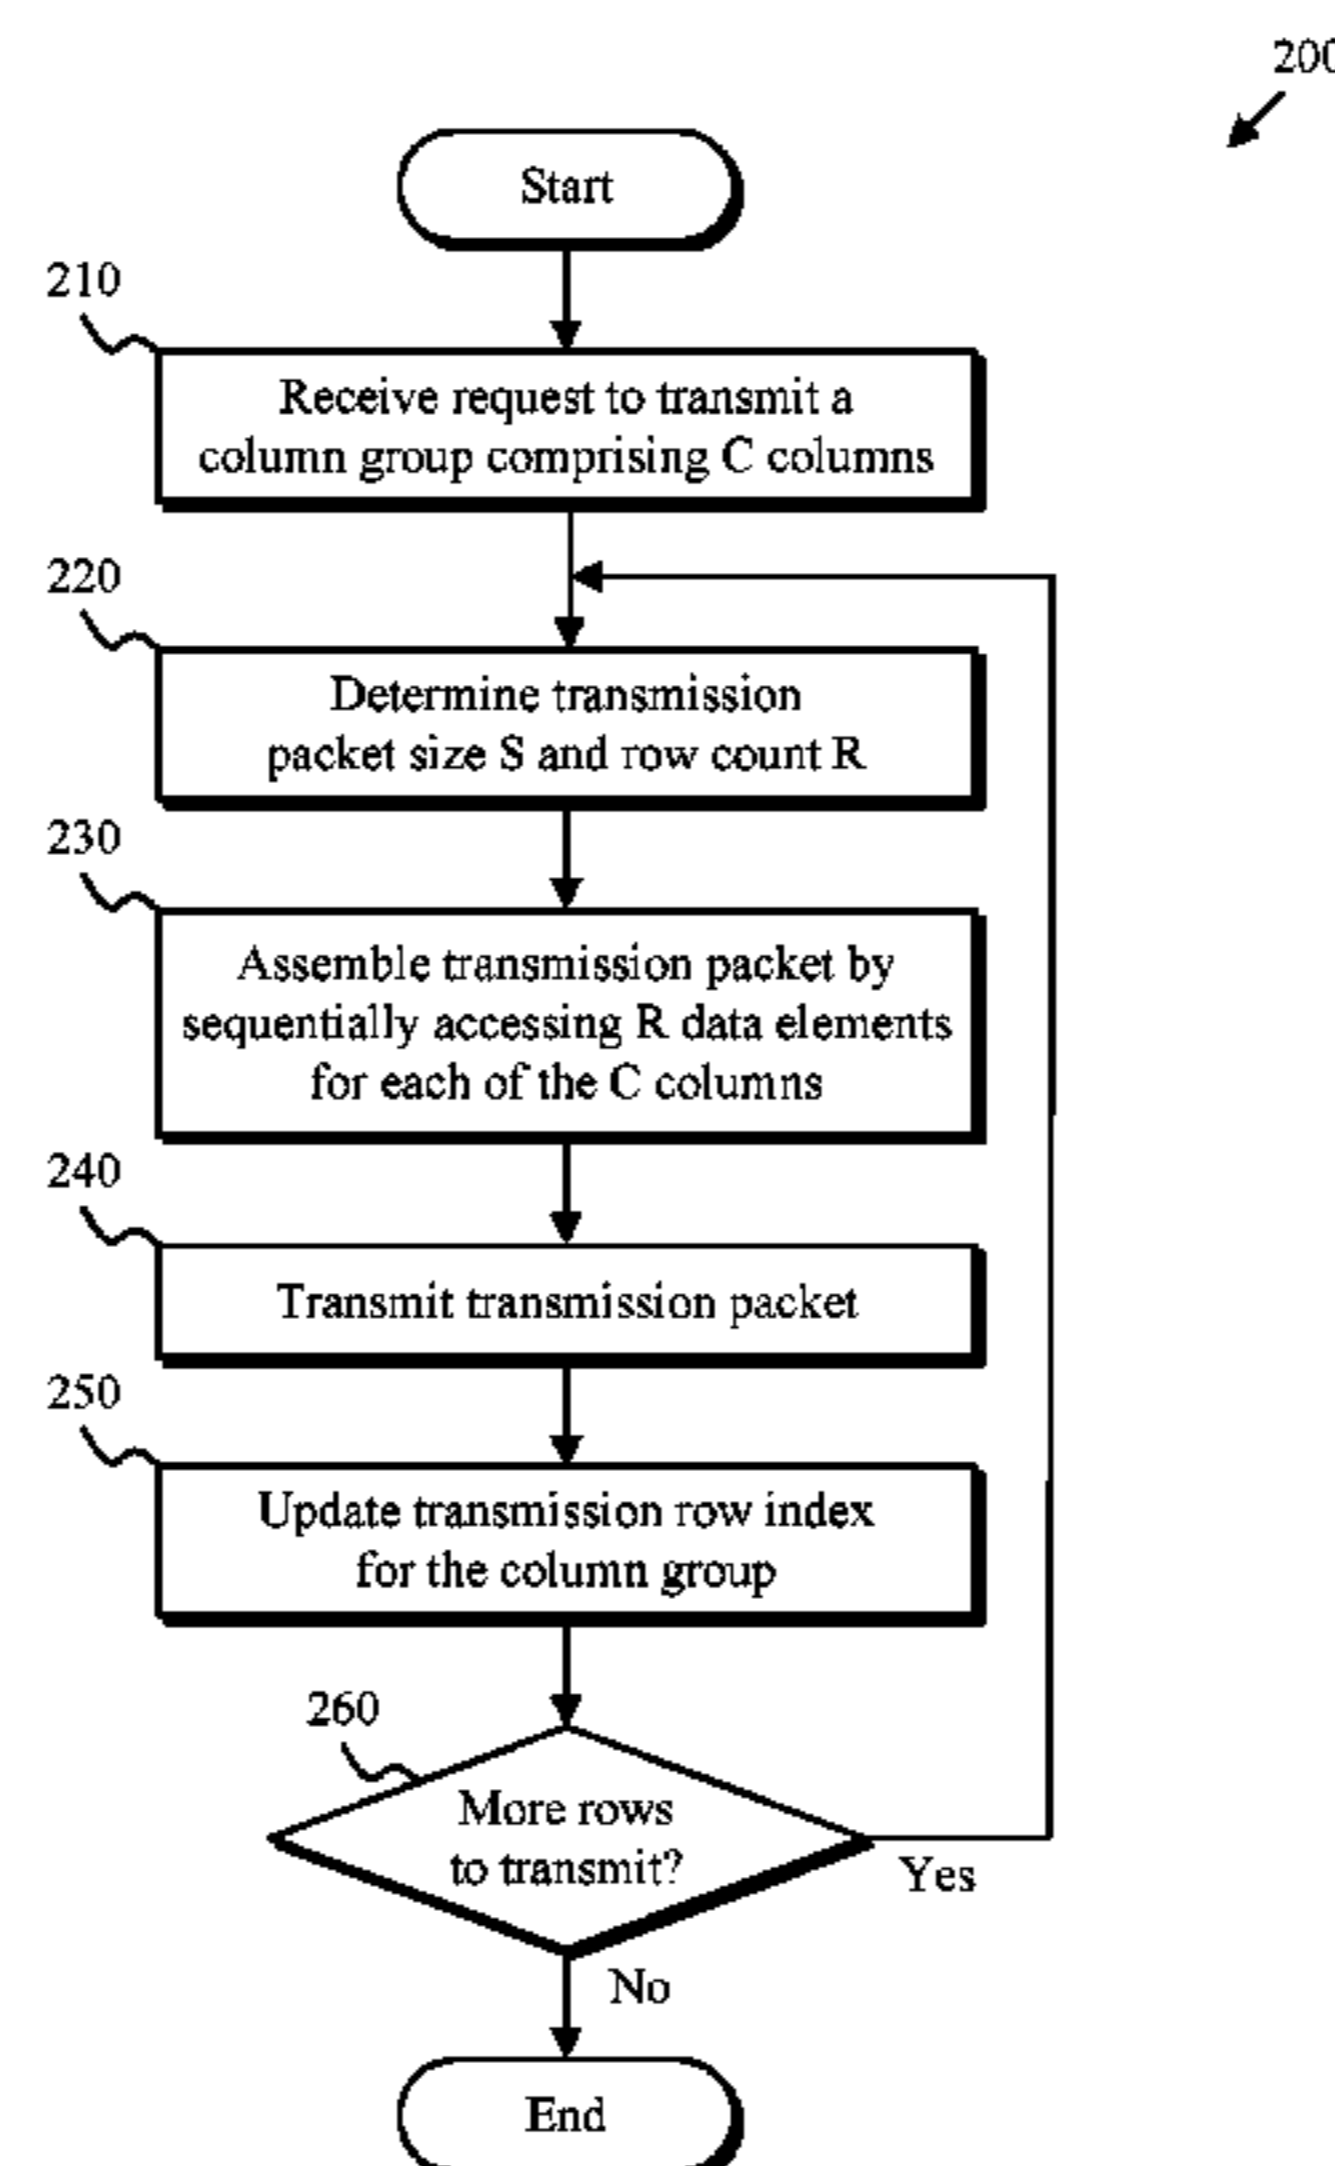 200
Start
210
Receive request to transmit a
column group comprising C columns
220
Determine transmission
packet size S and row count R
230
Assemble transmission packet by
sequentially accessing R data elements
for each of the C columns
240
Transmit transmission packet
250
Update transmission row index
for the column group
260
More rows
to transmit?
Yes
No
End